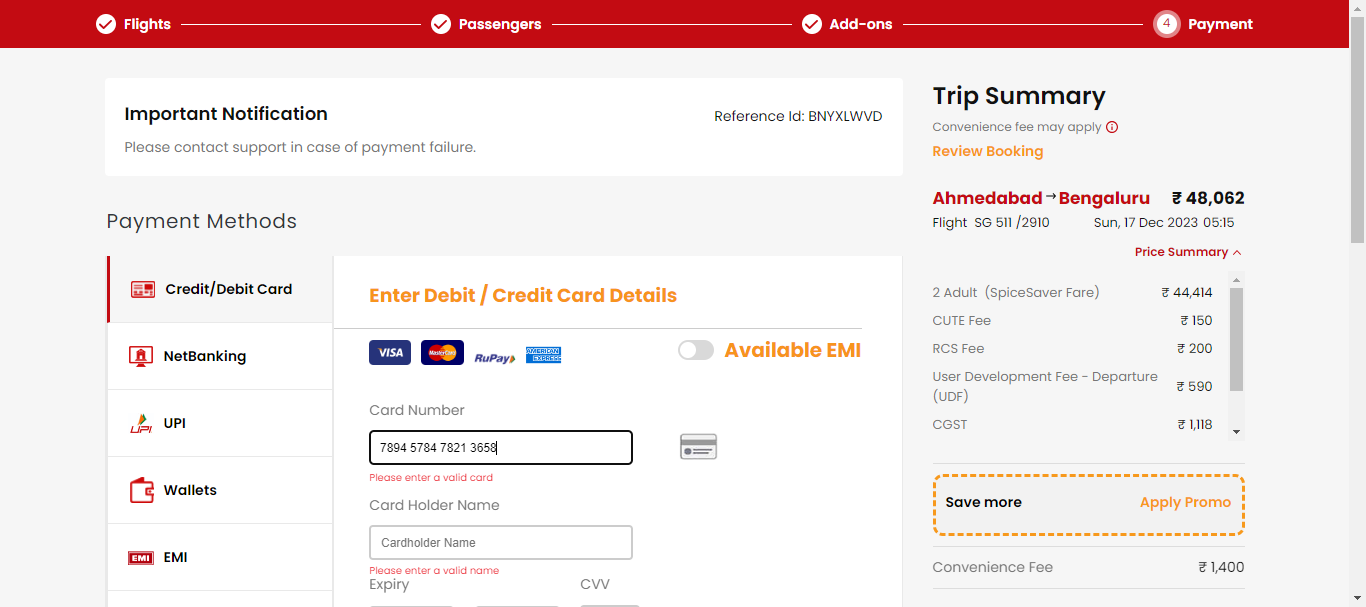 Flights
Passengers
Add-ons
4 Payment
Important Notification
Reference Id: BNYXLWVD
Please contact support in case of payment failure.
Payment Methods
Credit/Debit Card
NetBanking
UPI UPI
Wallets
EMI EMI
Enter Debit / Credit Card Details
VISA MasterCard RuPay AMERICAN EXPRESS
Available EMI
Card Number
7894 5784 7821 3658
Please enter a valid card
Card Holder Name
Cardholder Name
Please enter a valid name
Expiry CVV
Trip Summary
Convenience fee may apply
Review Booking
Ahmedabad → Bengaluru ₹ 48,062
Flight SG 511 /2910 Sun, 17 Dec 2023 05:15
Price Summary
2 Adult (SpiceSaver Fare) ₹ 44,414
CUTE Fee ₹ 150
RCS Fee ₹ 200
User Development Fee - Departure
(UDF) ₹ 590
CGST ₹ 1,118
Save more Apply Promo
Convenience Fee ₹ 1,400